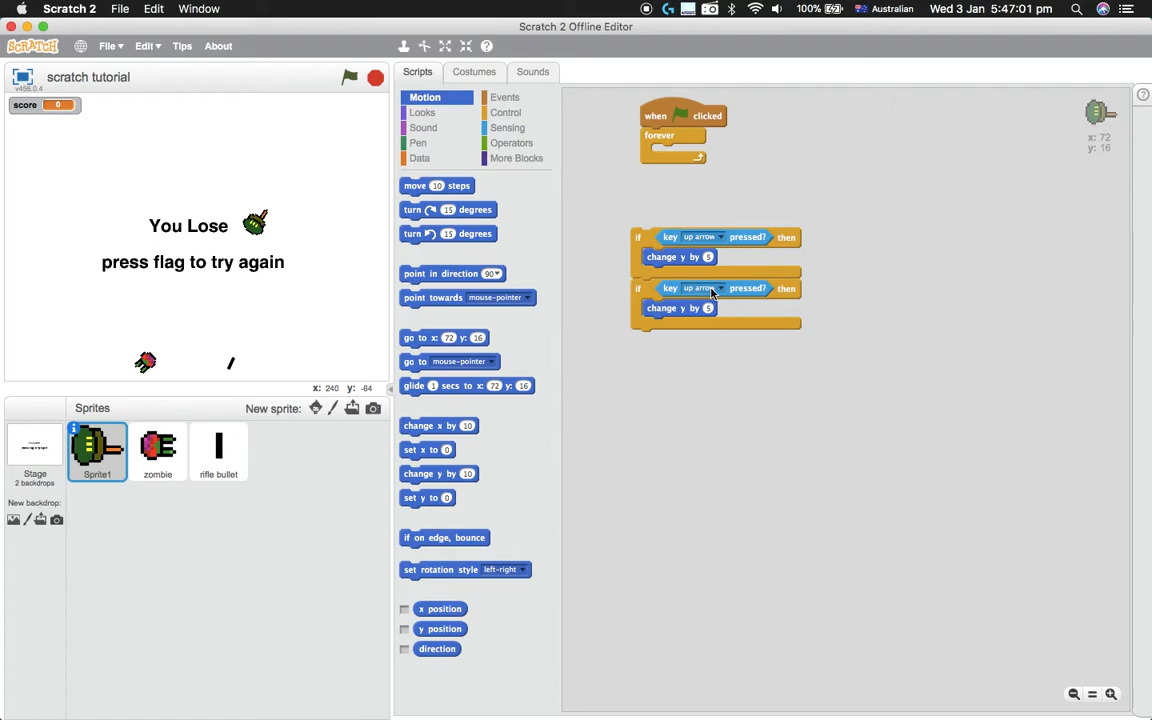 Scratch 2 File Edit Window 100% Australian Wed 3 Jan 5:47:01 pm
Scratch 2 Offline Editor
SCRATCH File Edit Tips About
v456.0.4 scratch tutorial
score 0
You Lose
press flag to try again
x: 240 y: -64
Sprites New sprite:
Stage
2 backdrops
New backdrop:
Sprite1 zombie rifle bullet
Scripts Costumes Sounds
Motion Events
Looks Control
Sound Sensing
Pen Operators
Data More Blocks
move 10 steps
turn 15 degrees
turn 15 degrees
point in direction 90
point towards mouse-pointer
go to x: 72 y: 16
go to mouse-pointer
glide 1 secs to x: 72 y: 16
change x by 10
set x to 0
change y by 10
set y to 0
if on edge, bounce
set rotation style left-right
x position
y position
direction
when clicked
forever
if key up arrow pressed? then
change y by 5
if key up arrow pressed? then
change y by 5
x: 72
y: 16